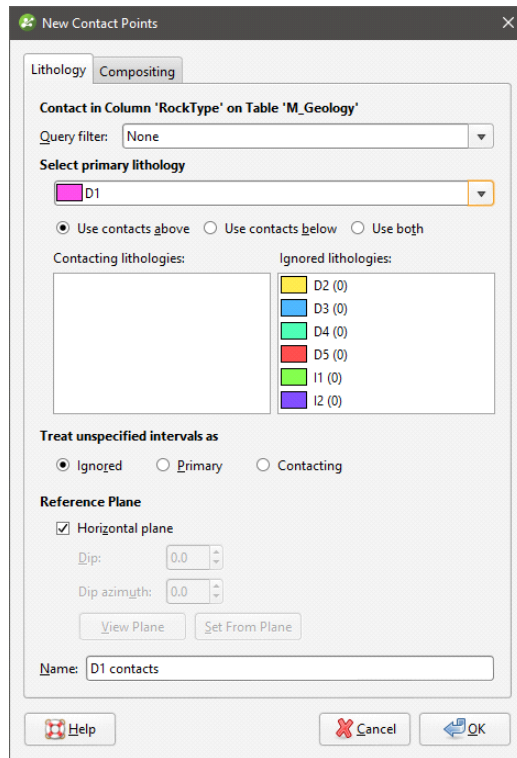 New Contact Points
Lithology Compositing
Contact in Column 'RockType' on Table 'M_Geology'
Query filter: None
Select primary lithology
D1
Use contacts above Use contacts below Use both
Contacting lithologies: Ignored lithologies:
D2 (0)
D3 (0)
D4 (0)
D5 (0)
I1 (0)
I2 (0)
Treat unspecified intervals as
Ignored Primary Contacting
Reference Plane
Horizontal plane
Dip: 0.0
Dip azimuth: 0.0
View Plane Set From Plane
Name: D1 contacts
Help Cancel OK